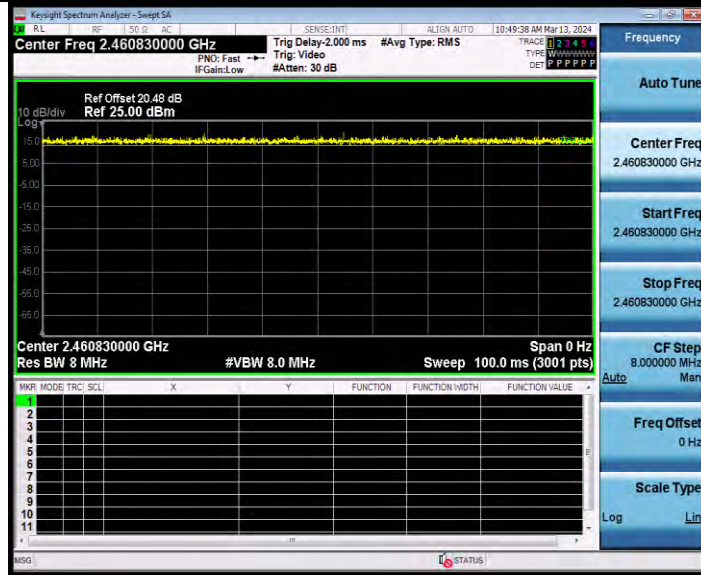 Keysight Spectrum Analyzer - Swept SA
RL RF 50 Ω AC SENSE:INT ALIGN AUTO 10:49:38 AM Mar 13, 2024
Center Freq 2.460830000 GHz
Trig Delay-2.000 ms #Avg Type: RMS
PNO: Fast Trig: Video
IFGain:Low #Atten: 30 dB
TRACE 1 2 3 4 5 6
TYPE W
DET P P P P P P
Ref Offset 20.48 dB
10 dB/div Ref 25.00 dBm
Log
15.0
5.00
-5.00
-15.0
-25.0
-35.0
-45.0
-55.0
-65.0
Center 2.460830000 GHz Span 0 Hz
Res BW 8 MHz #VBW 8.0 MHz Sweep 100.0 ms (3001 pts)
MKR MODE TRC SCL X Y FUNCTION FUNCTION WIDTH FUNCTION VALUE
1
2
3
4
5
6
7
8
9
10
11
MSG STATUS
Frequency
Auto Tune
Center Freq
2.460830000 GHz
Start Freq
2.460830000 GHz
Stop Freq
2.460830000 GHz
CF Step
8.000000 MHz
Auto Man
Freq Offset
0 Hz
Scale Type
Log Lin